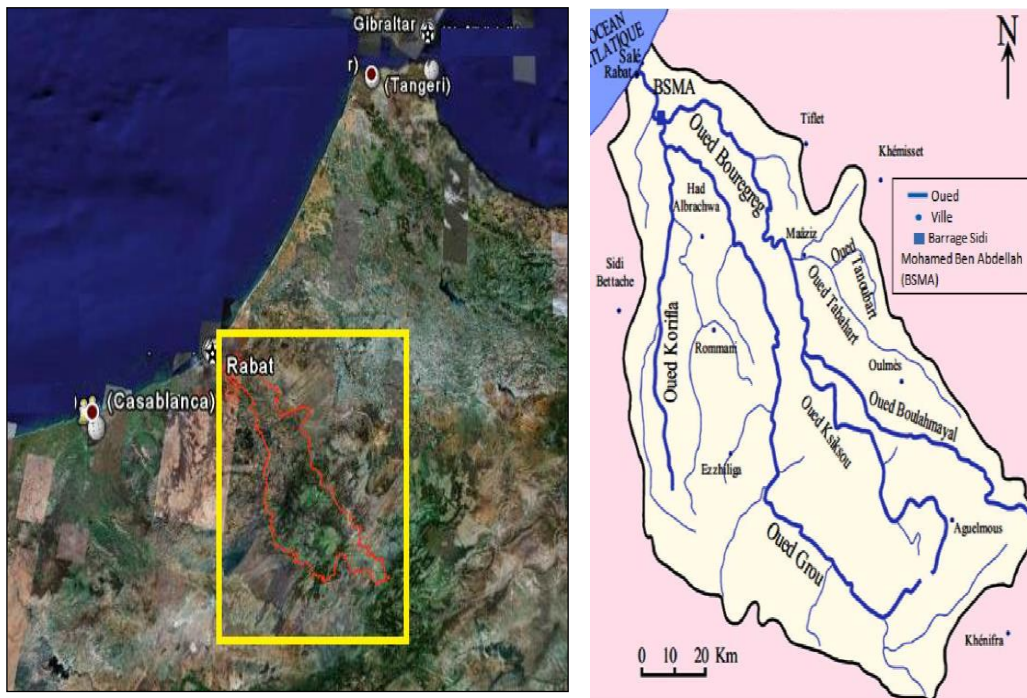 Gibraltar
r) (Tangeri)
Rabat
(Casablanca)
OCEAN
ATLATIQUE
Salé
Rabat
BSMA
N
Tiflet
Khémisset
Oued Bouregreg
Had
Albrachwa
Oued
Ville
Barrage Sidi
Mohamed Ben Abdellah
(BSMA)
Maâziz
Oued Tanoubart
Oued Tabahart
Sidi
Bettache
Oued Korifla
Rommani
Oulmès
Oued Boulahmayal
Oued Ksiksou
Ezzhiliga
Aguelmous
Oued Grou
Khénifra
0 10 20 Km